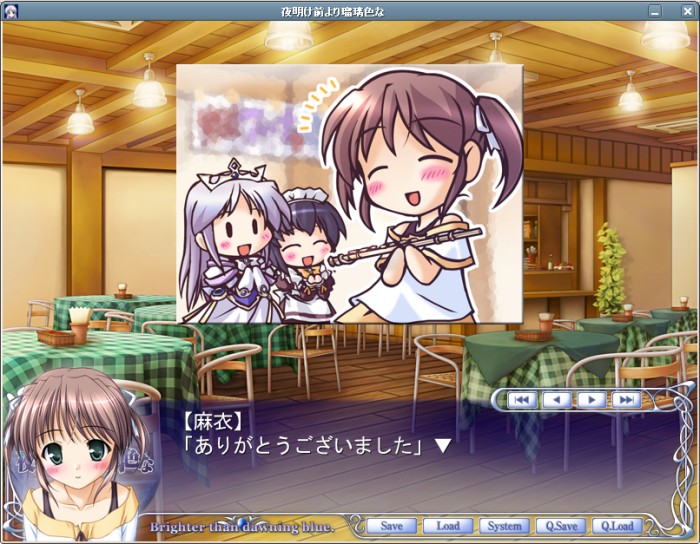 夜明け前より瑠璃色な
【麻衣】
「ありがとうございました」▼
Brighter than dawning blue.
Save Load System Q.Save Q.Load